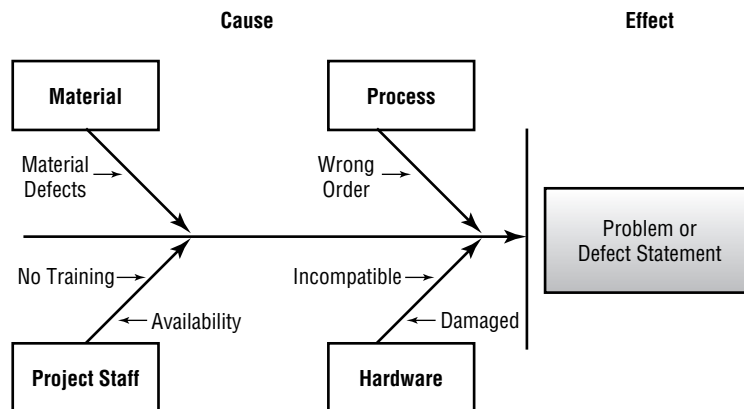 Cause
Effect
Material
Process
Material
Defects
Wrong
Order
Problem or
Defect Statement
No Training
Incompatible
Availability
Damaged
Project Staff
Hardware